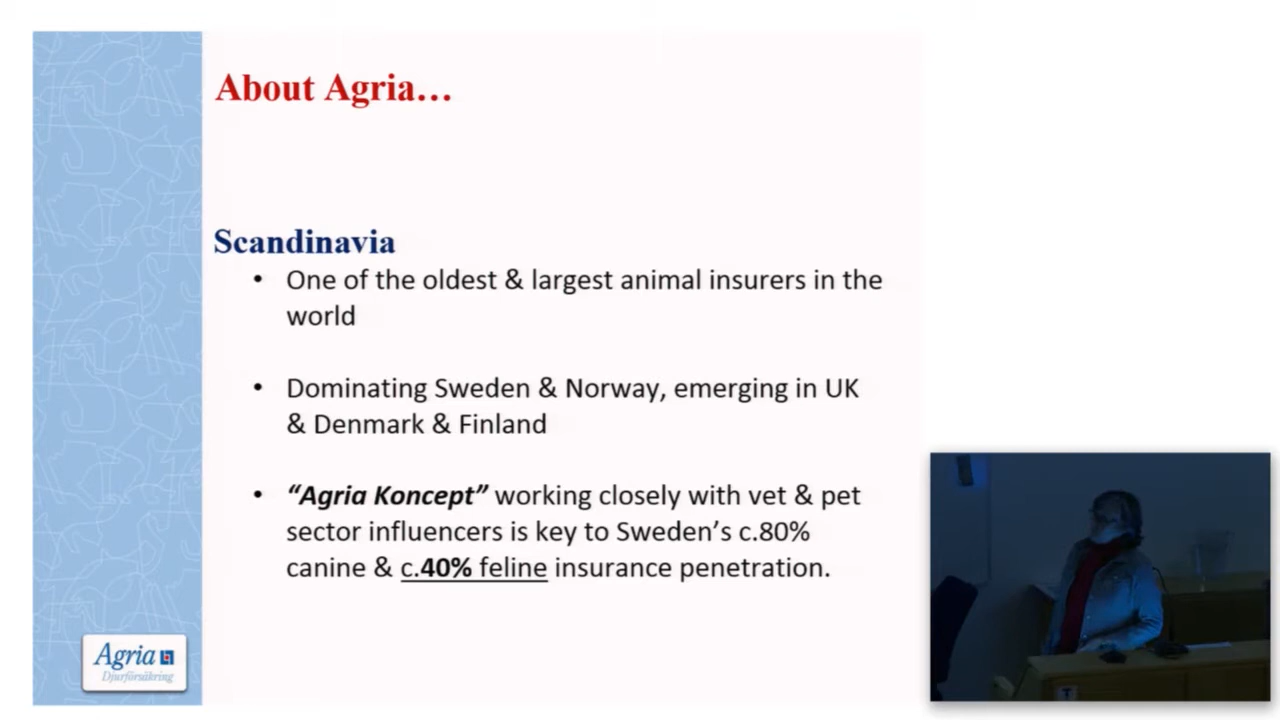 About Agria…
Scandinavia
• One of the oldest & largest animal insurers in the
world
• Dominating Sweden & Norway, emerging in UK
& Denmark & Finland
• “Agria Koncept” working closely with vet & pet
sector influencers is key to Sweden’s c.80%
canine & c.40% feline insurance penetration.
Agria
Djurförsäkring